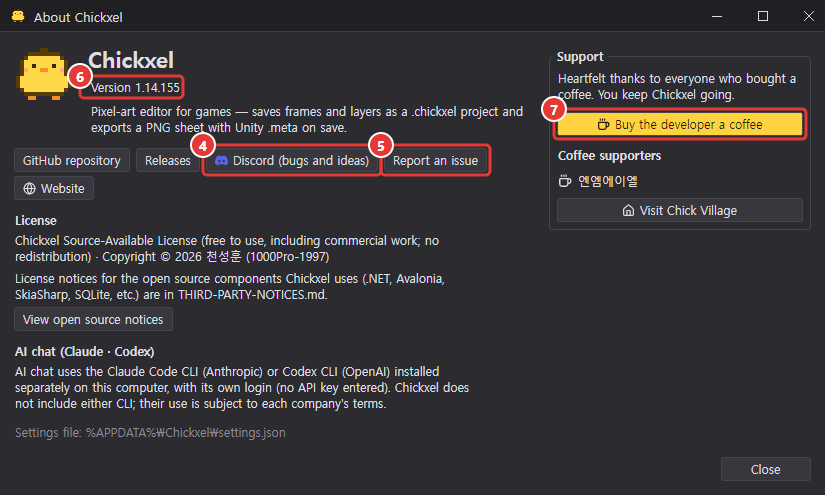 About Chickxel
Chickxel
6
Version 1.14.155
Pixel-art editor for games — saves frames and layers as a .chickxel project and
exports a PNG sheet with Unity .meta on save.
4
5
GitHub repository
Releases
Discord (bugs and ideas)
Report an issue
Website
License
Chickxel Source-Available License (free to use, including commercial work; no
redistribution) · Copyright © 2026 천성훈 (1000Pro-1997)
License notices for the open source components Chickxel uses (.NET, Avalonia,
SkiaSharp, SQLite, etc.) are in THIRD-PARTY-NOTICES.md.
View open source notices
AI chat (Claude · Codex)
AI chat uses the Claude Code CLI (Anthropic) or Codex CLI (OpenAI) installed
separately on this computer, with its own login (no API key entered). Chickxel does
not include either CLI; their use is subject to each company's terms.
Settings file: %APPDATA%₩Chickxel₩settings.json
Support
Heartfelt thanks to everyone who bought a
coffee. You keep Chickxel going.
7
Buy the developer a coffee
Coffee supporters
엔엠에이엘
Visit Chick Village
Close